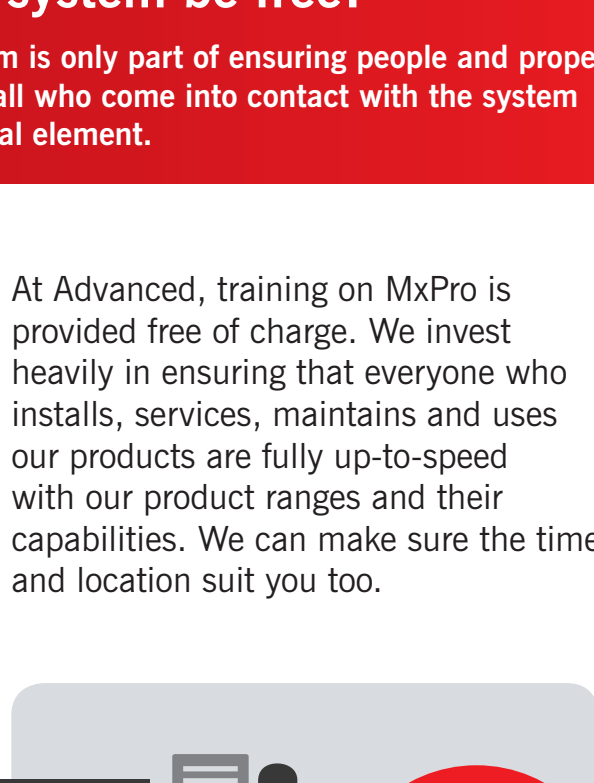 system be free?
m is only part of ensuring people and prope
all who come into contact with the system
al element.
At Advanced, training on MxPro is
provided free of charge. We invest
heavily in ensuring that everyone who
installs, services, maintains and uses
our products are fully up-to-speed
with our product ranges and their
capabilities. We can make sure the time
and location suit you too.